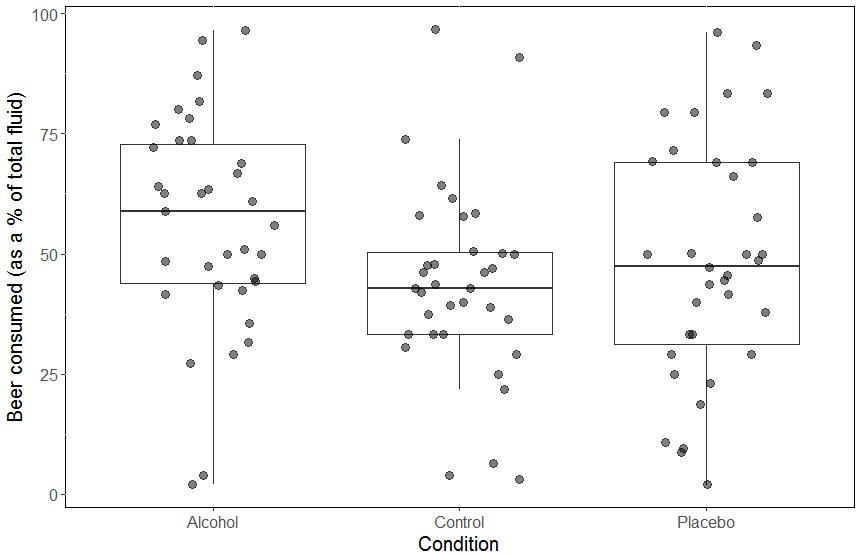 Beer consumed (as a % of total fluid)
100
75
50
25
0
Alcohol
Control
Placebo
Condition